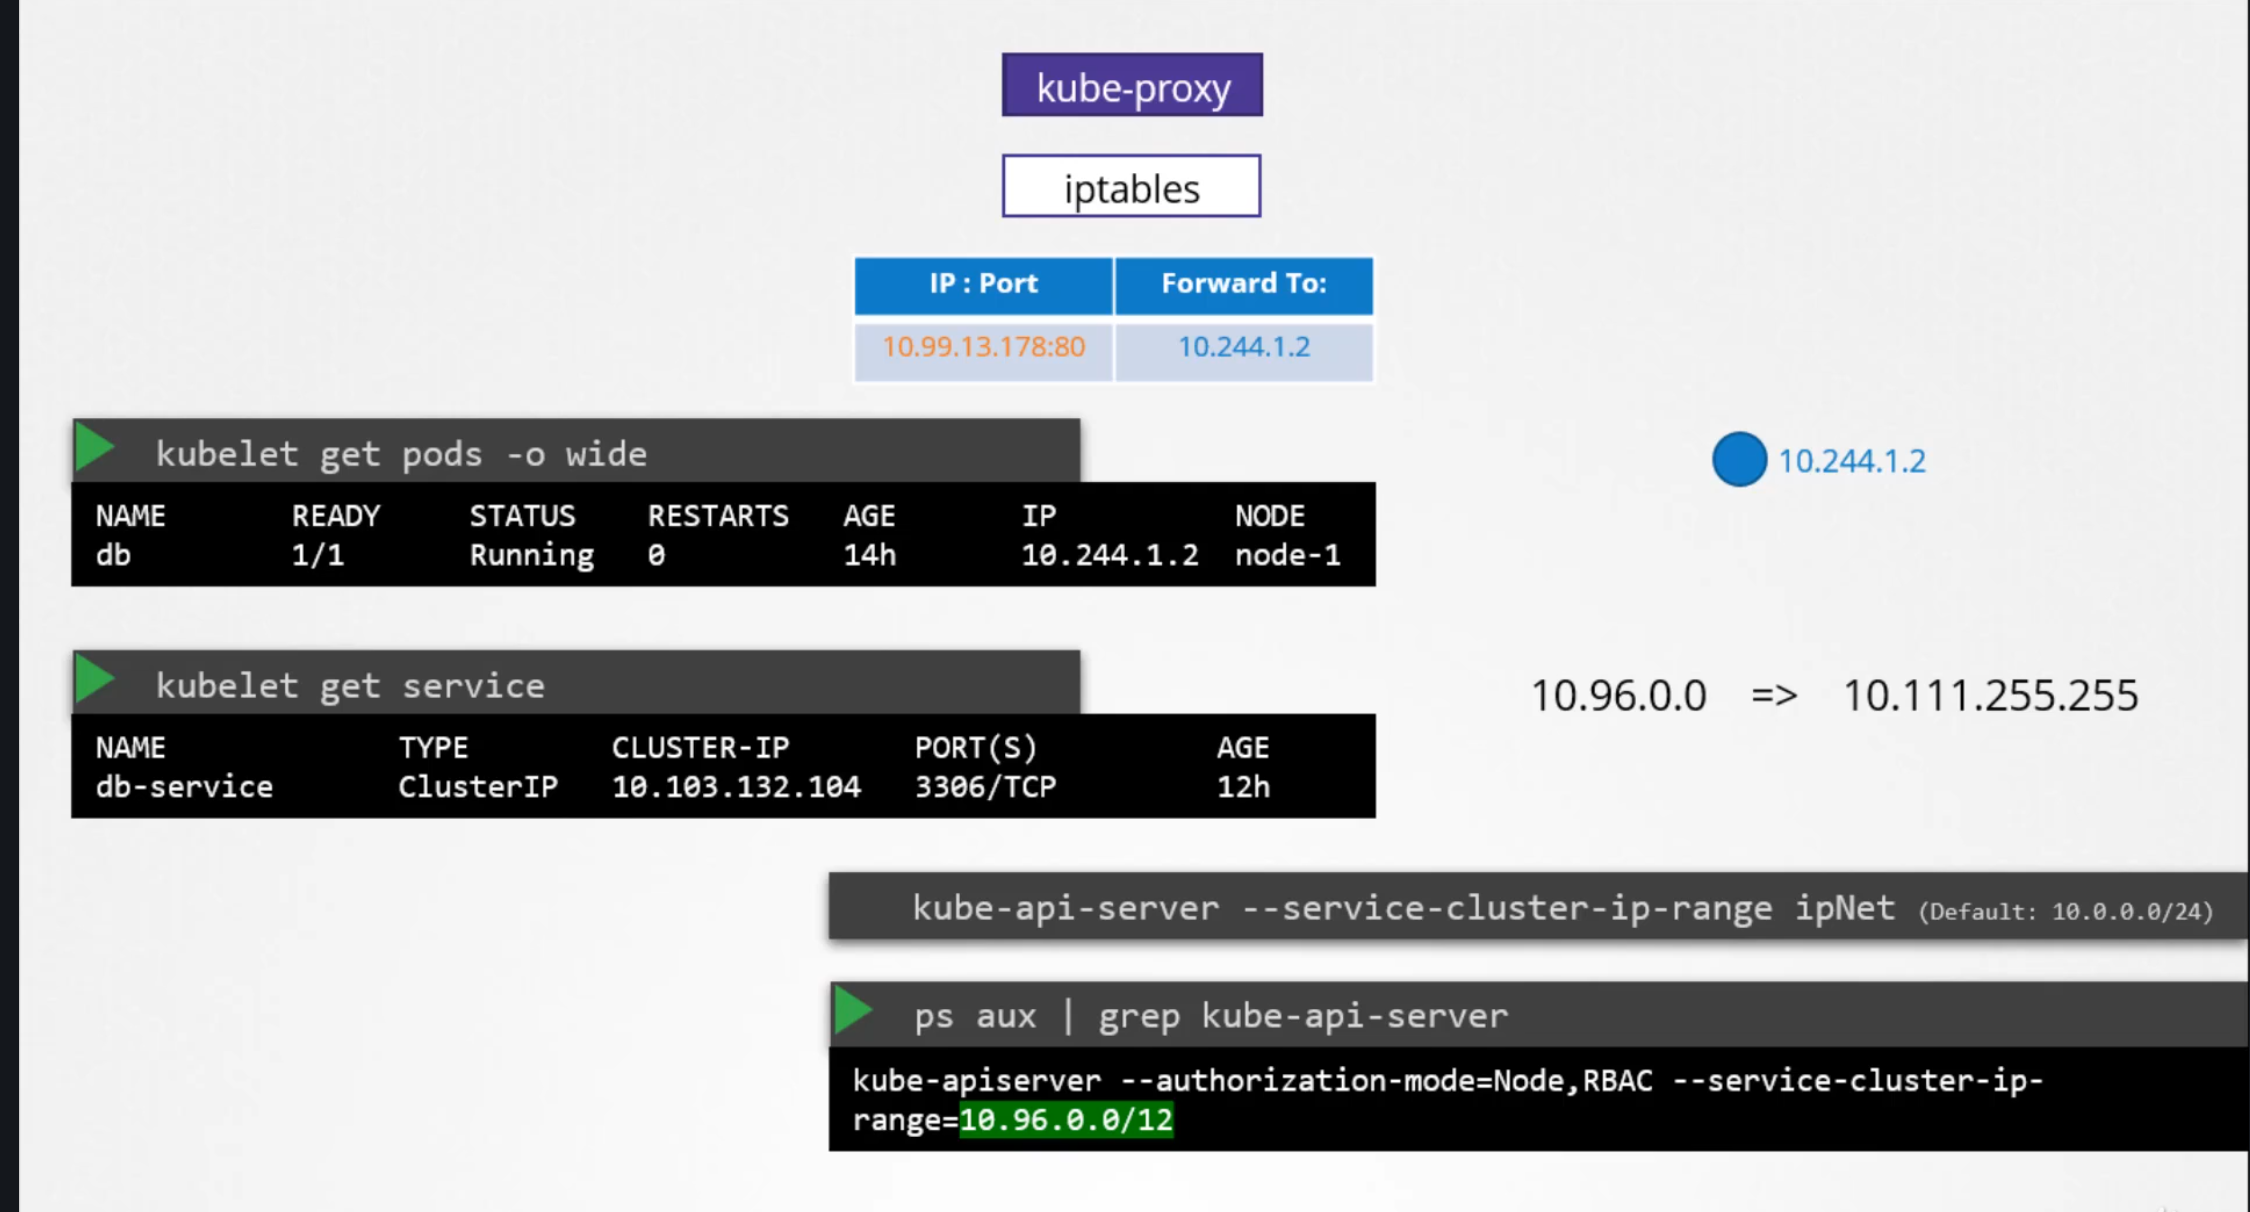 kube-proxy
iptables
IP : Port Forward To:
10.99.13.178:80 10.244.1.2
kubelet get pods -o wide
NAME READY STATUS RESTARTS AGE IP NODE
db 1/1 Running 0 14h 10.244.1.2 node-1
10.244.1.2
kubelet get service
NAME TYPE CLUSTER-IP PORT(S) AGE
db-service ClusterIP 10.103.132.104 3306/TCP 12h
10.96.0.0 => 10.111.255.255
kube-api-server --service-cluster-ip-range ipNet (Default: 10.0.0.0/24)
ps aux | grep kube-api-server
kube-apiserver --authorization-mode=Node,RBAC --service-cluster-ip-
range=10.96.0.0/12